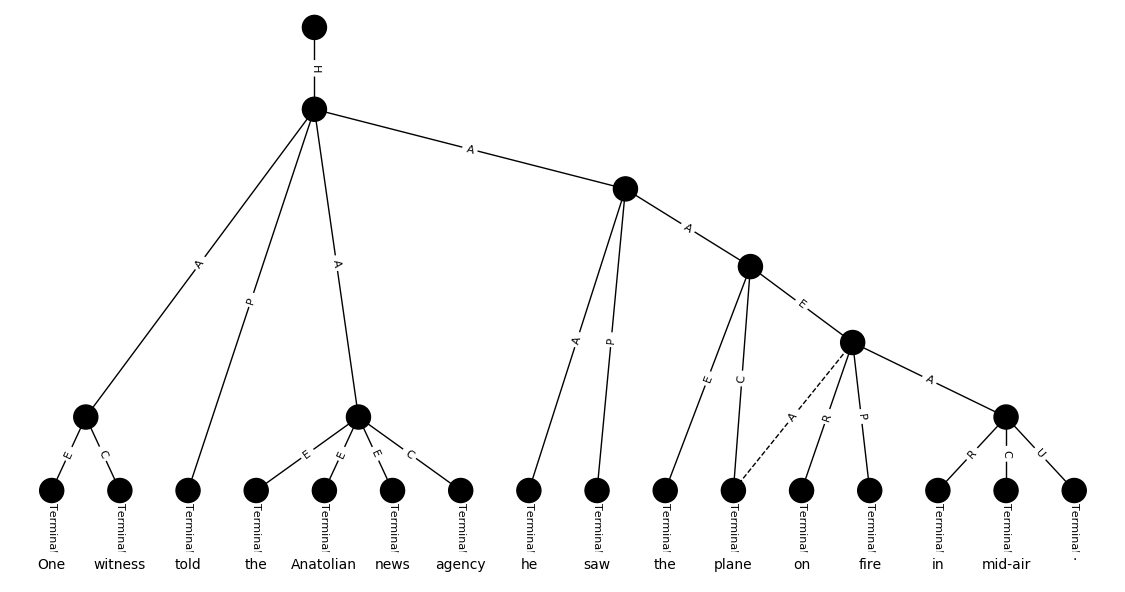 H
A
A
A
P
A
E
A
P
E
C
A
R
P
A
E
C
E
E
E
C
R
C
U
Terminal Terminal Terminal Terminal Terminal Terminal Terminal Terminal Terminal Terminal Terminal Terminal Terminal Terminal Terminal Terminal
One witness told the Anatolian news agency he saw the plane on fire in mid-air .